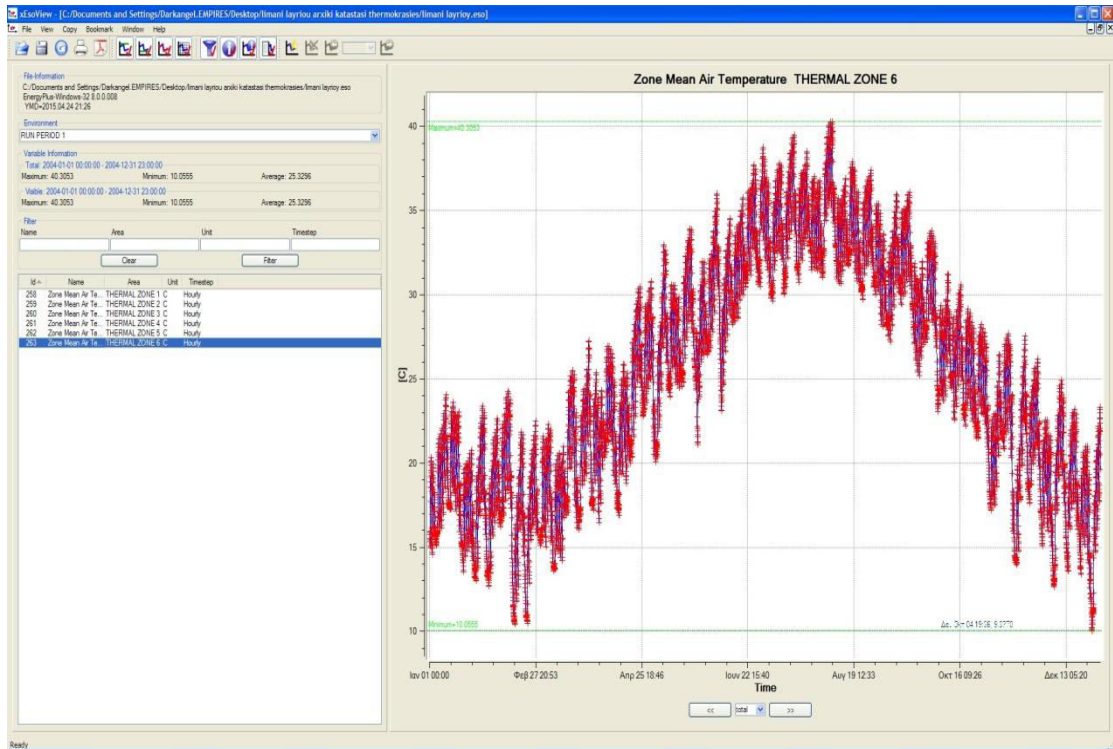 xEsoView - [C:/Documents and Settings/Darkangel.EMPIRES/Desktop/limani layriou arxiki katastasi thermokrasies/limani layrioy.eso]
File View Copy Bookmark Window Help
File-Information
C:/Documents and Settings/Darkangel.EMPIRES/Desktop/limani layriou arxiki katastasi thermokrasies/limani layrioy.eso
EnergyPlus-Windows-32 8.0.0.008
YMD=2015.04.24 21:26
Environment
RUN PERIOD 1
Variable Information
Total: 2004-01-01 00:00:00 - 2004-12-31 23:00:00
Maximum: 40.3053 Minimum: 10.0555 Average: 25.3296
Visible: 2004-01-01 00:00:00 - 2004-12-31 23:00:00
Maximum: 40.3053 Minimum: 10.0555 Average: 25.3296
Filter
Name Area Unit Timestep
Clear Filter
Id Name Area Unit Timestep
258 Zone Mean Air Te... THERMAL ZONE 1 C Hourly
259 Zone Mean Air Te... THERMAL ZONE 2 C Hourly
260 Zone Mean Air Te... THERMAL ZONE 3 C Hourly
261 Zone Mean Air Te... THERMAL ZONE 4 C Hourly
262 Zone Mean Air Te... THERMAL ZONE 5 C Hourly
263 Zone Mean Air Te... THERMAL ZONE 6 C Hourly
Zone Mean Air Temperature THERMAL ZONE 6
Maximum=40.3053
40
35
30
[C]
25
20
15
10
Minimum=10.0555
Ιαν 01 00:00 Φεβ 27 20:53 Απρ 25 18:46 Ιουν 22 15:40 Αυγ 19 12:33 Οκτ 16 09:26 Δεκ 13 05:20
Time
<< total >>
Ready